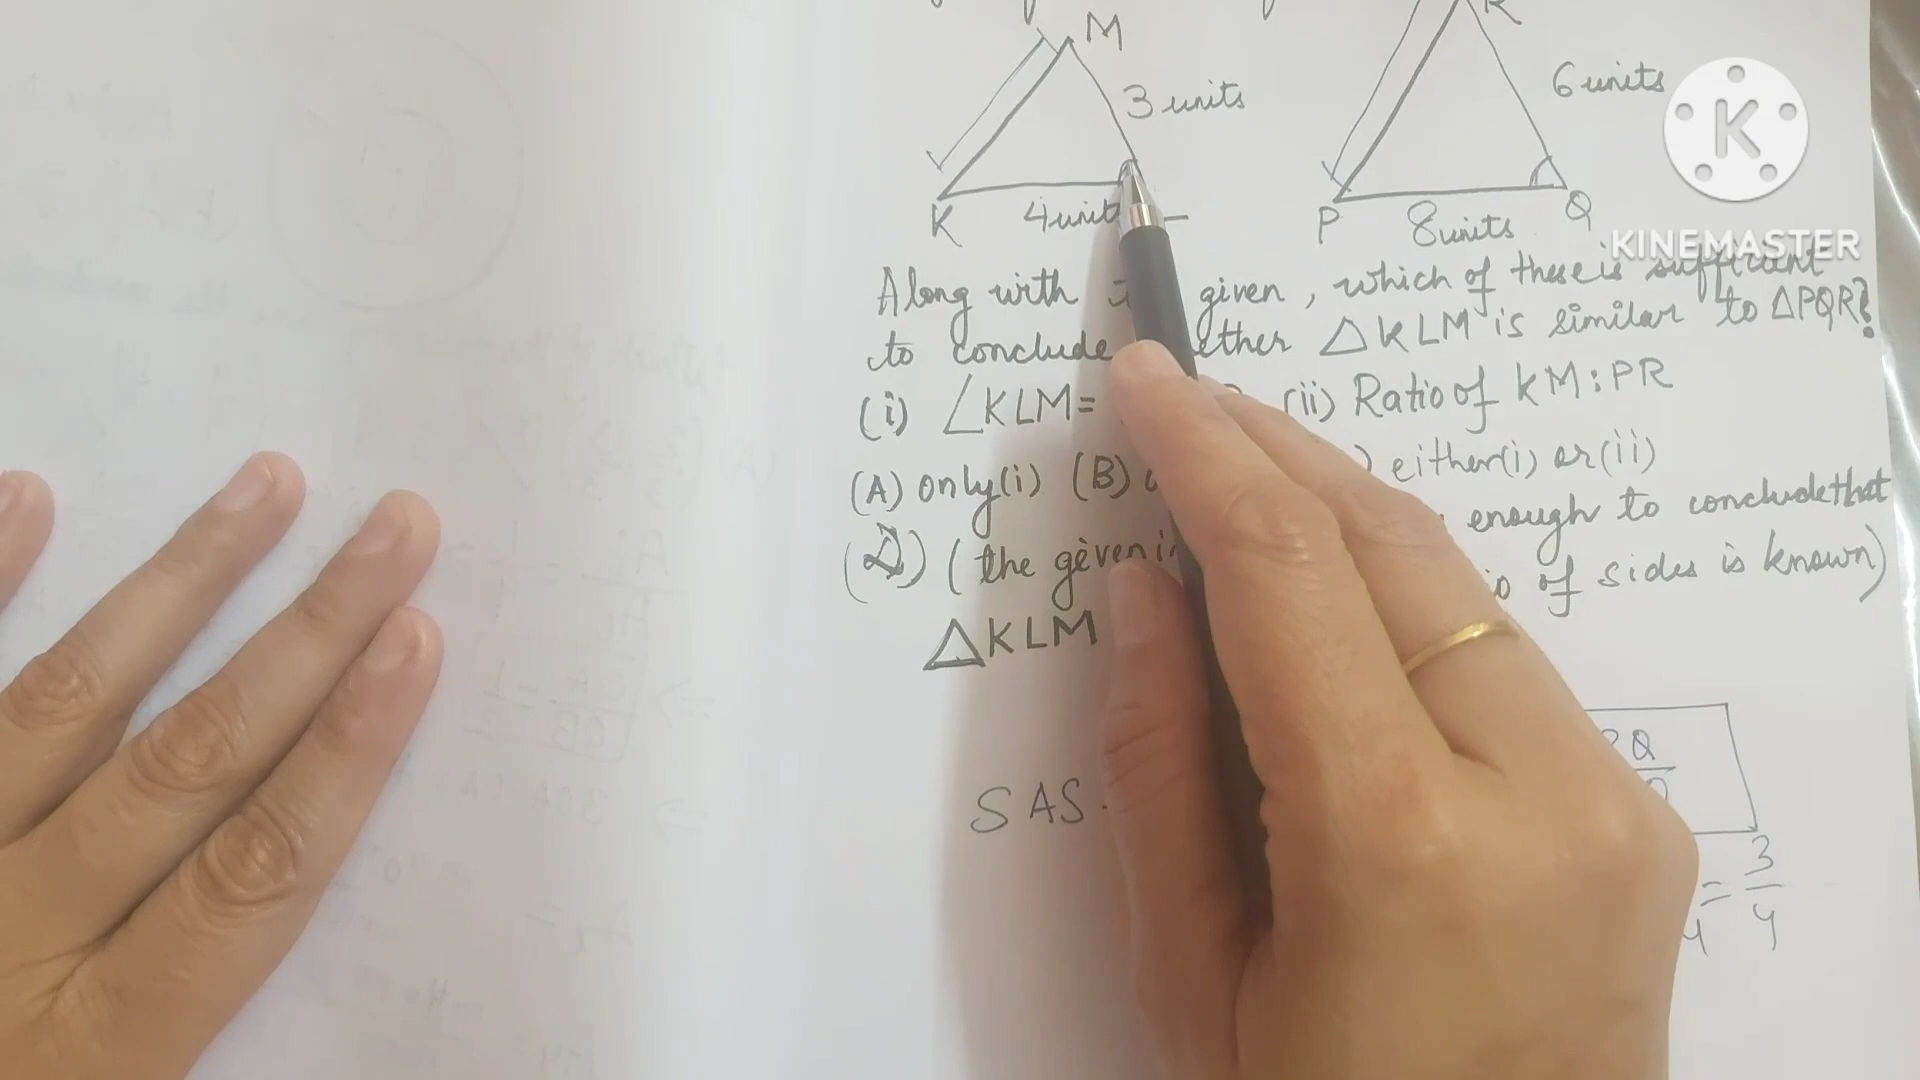 M
R
3 units
6 units
K
4 unit
P
8 units
Q
K
KINEMASTER
Along with given, which of these is sufficient
to conclude ether △KLM is similar to △PQR?
(i) ∠KLM= (ii) Ratio of KM:PR
(A) only(i) (B) either(i) or(ii)
the given enough to conclude that
of sides is known)
△KLM
SAS
Q
= 3/4
4